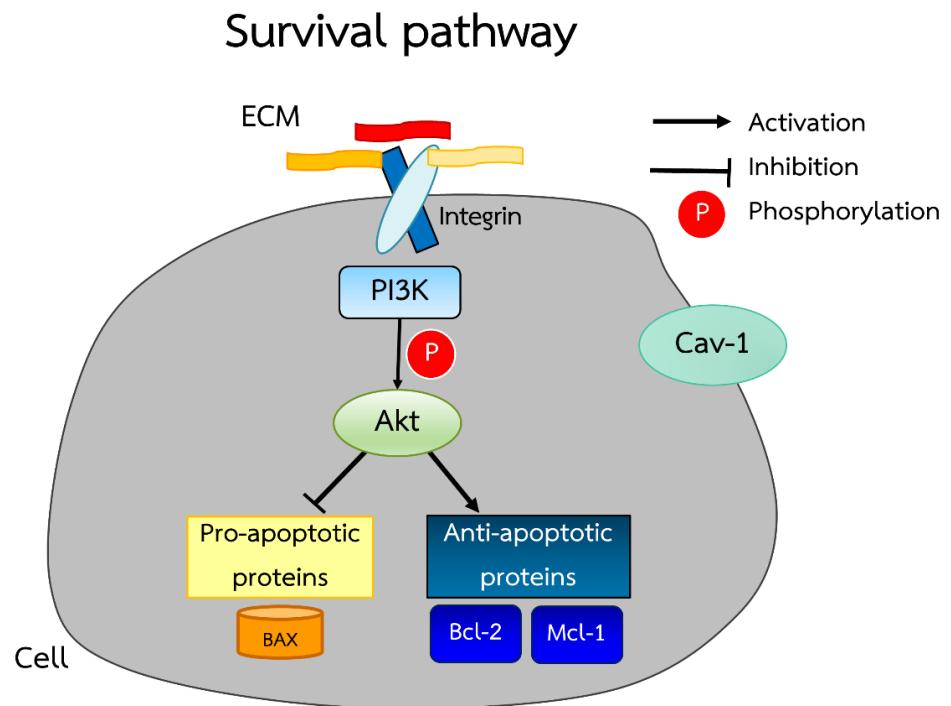 Survival pathway
ECM
Activation
Inhibition
P Phosphorylation
Integrin
PI3K
P
Cav-1
Akt
Pro-apoptotic
proteins
Anti-apoptotic
proteins
BAX
Bcl-2
Mcl-1
Cell